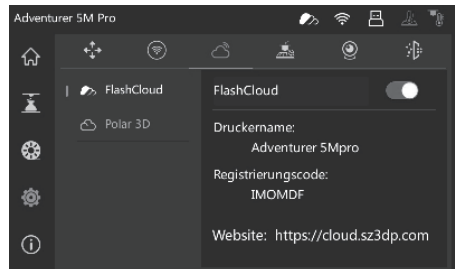 Adventurer 5M Pro
FlashCloud
Polar 3D
FlashCloud
Druckername:
Adventurer 5Mpro
Registrierungscode:
IMOMDF
Website: https://cloud.sz3dp.com